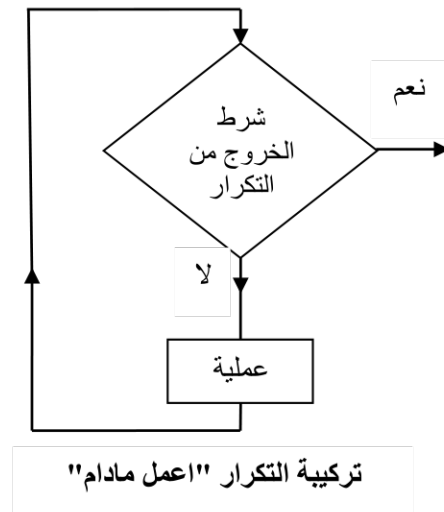 نعم
شرط
الخروج من
التكرار
لا
عملية
تركيبة التكرار "اعمل مادام"